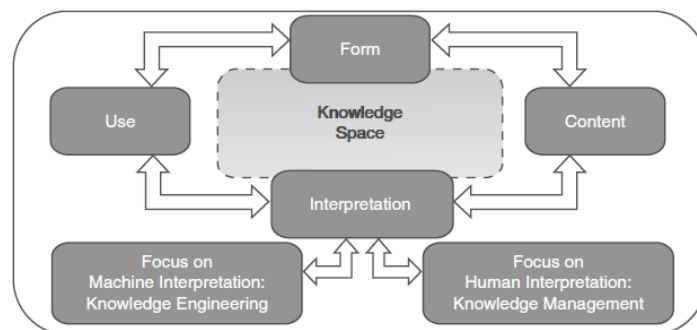 Form
Knowledge
Space
Use
Content
Interpretation
Focus on
Machine Interpretation:
Knowledge Engineering
Focus on
Human Interpretation:
Knowledge Management